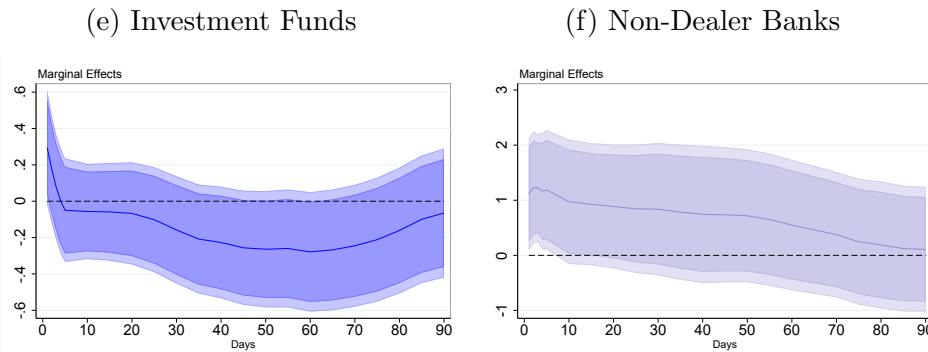 (e) Investment Funds
Marginal Effects
.6
.4
.2
0
-.2
-.4
-.6
0 10 20 30 40 50 60 70 80 90
Days
(f) Non-Dealer Banks
Marginal Effects
3
2
1
0
-1
0 10 20 30 40 50 60 70 80 90
Days